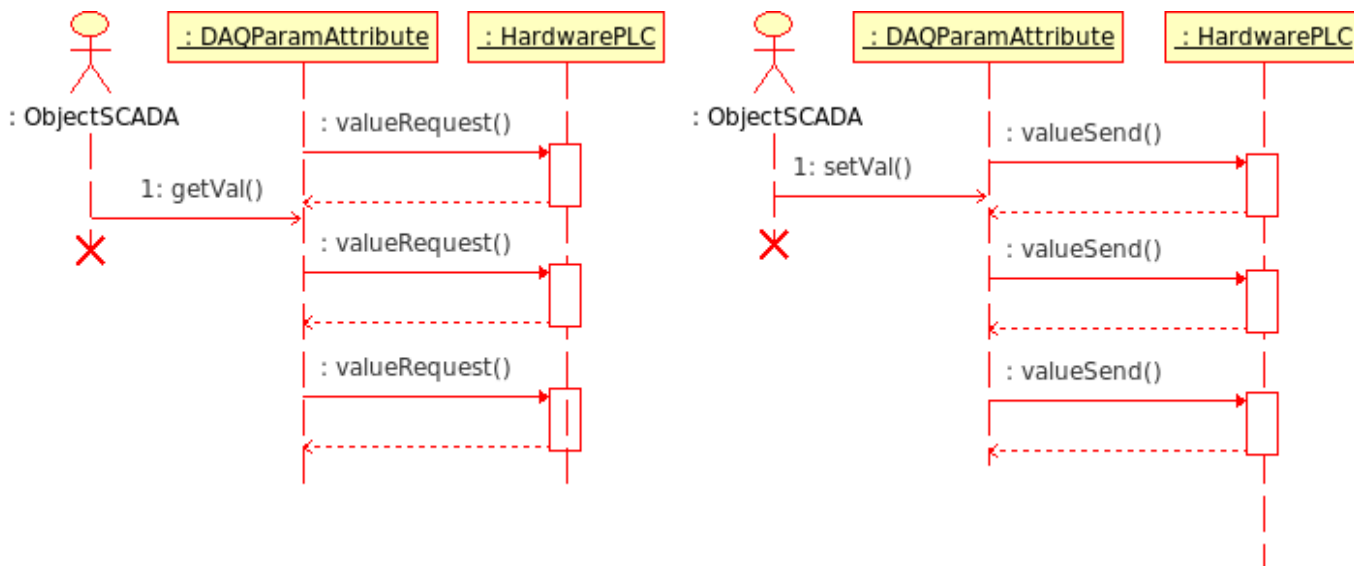 : DAQParamAttribute
: HardwarePLC
: ObjectSCADA
: valueRequest()
1: getVal()
: valueRequest()
: valueRequest()
: DAQParamAttribute
: HardwarePLC
: ObjectSCADA
: valueSend()
1: setVal()
: valueSend()
: valueSend()